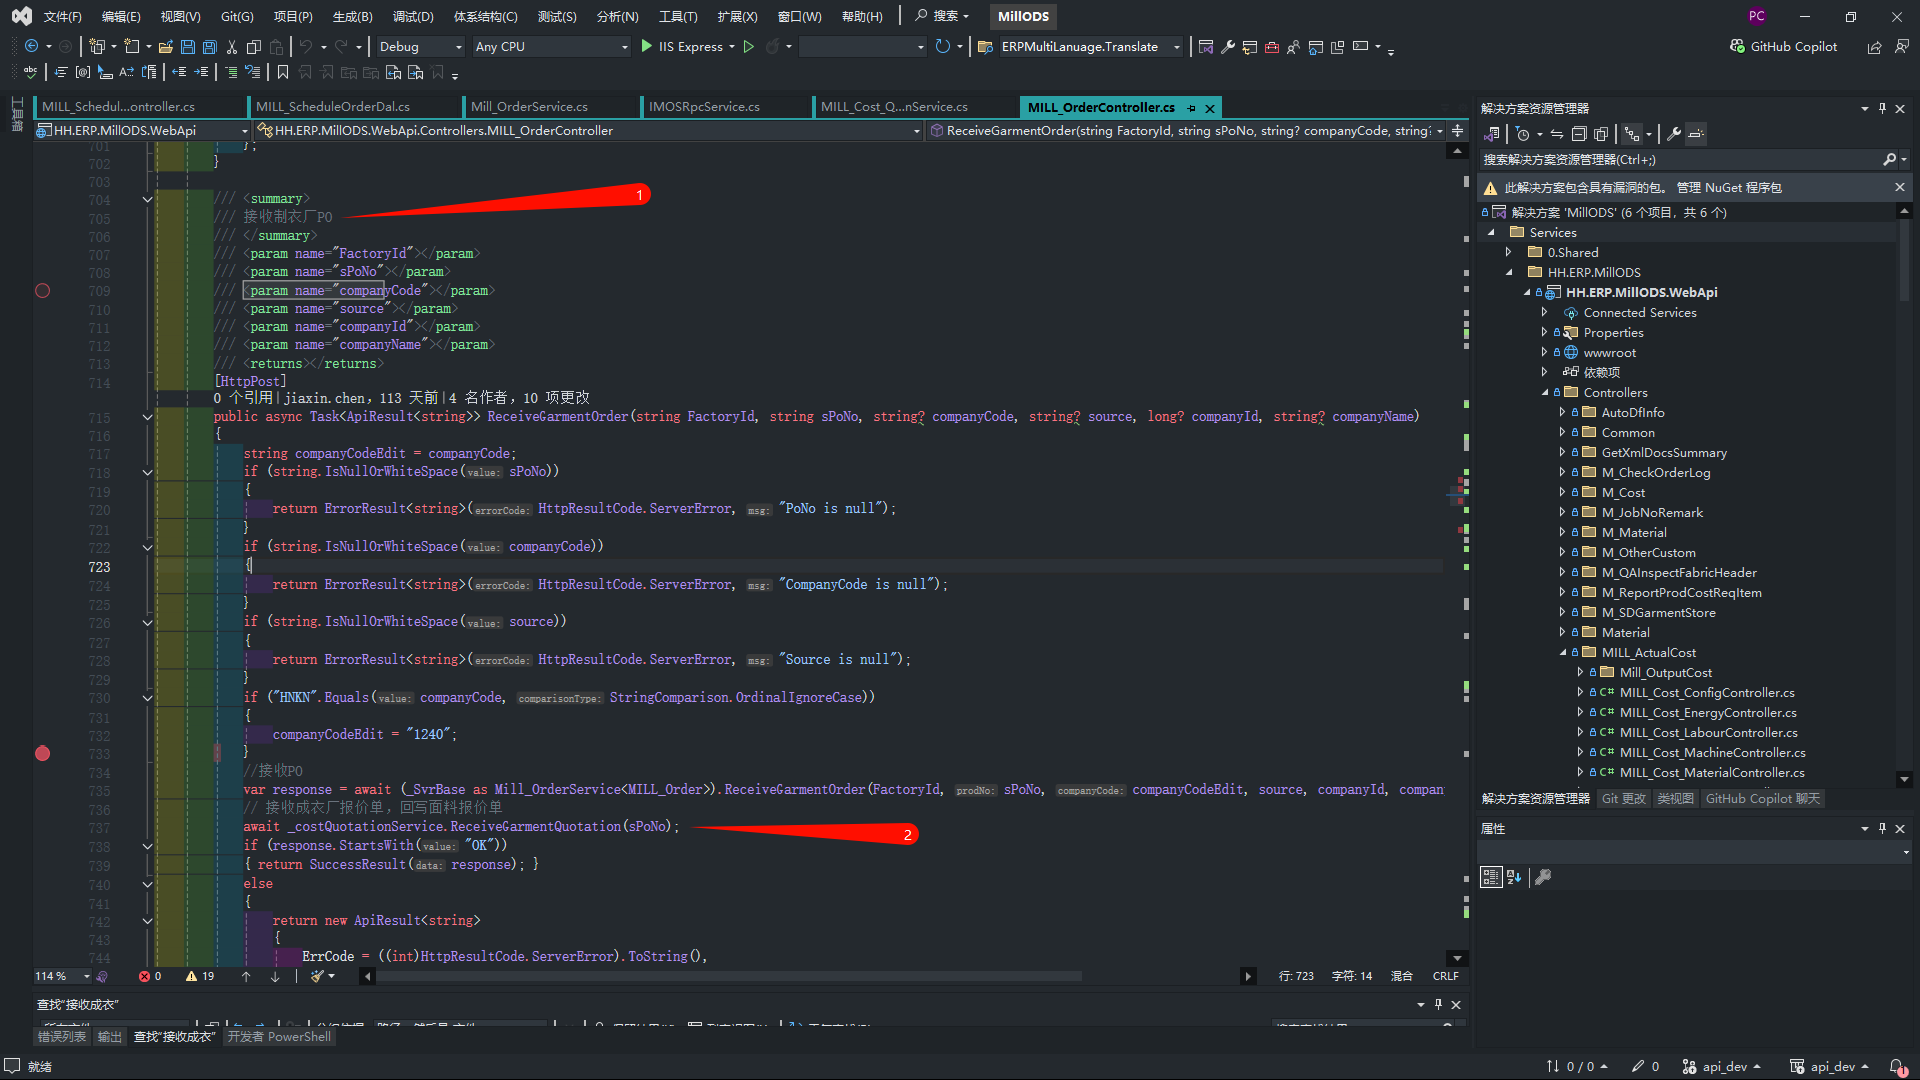 文件(F) 编辑(E) 视图(V) Git(G) 项目(P) 生成(B) 调试(D) 体系结构(C) 测试(S) 分析(N) 工具(T) 扩展(X) 窗口(W) 帮助(H) 搜索 MillODS PC
Debug Any CPU IIS Express ERPMultiLanuage.Translate GitHub Copilot
工具箱
MILL_Schedul...ontroller.cs MILL_ScheduleOrderDal.cs Mill_OrderService.cs IMOSRpcService.cs MILL_Cost_Q...nService.cs MILL_OrderController.cs
HH.ERP.MillODS.WebApi HH.ERP.MillODS.WebApi.Controllers.MILL_OrderController ReceiveGarmentOrder(string FactoryId, string sPoNo, string? companyCode, string?
701 };
702 }
703
704 /// <summary>
705 /// 接收制衣厂PO 1
706 /// </summary>
707 /// <param name="FactoryId"></param>
708 /// <param name="sPoNo"></param>
709 /// <param name="companyCode"></param>
710 /// <param name="source"></param>
711 /// <param name="companyId"></param>
712 /// <param name="companyName"></param>
713 /// <returns></returns>
714 [HttpPost]
0 个引用|jiaxin.chen，113 天前|4 名作者，10 项更改
715 public async Task<ApiResult<string>> ReceiveGarmentOrder(string FactoryId, string sPoNo, string? companyCode, string? source, long? companyId, string? companyName)
716 {
717 string companyCodeEdit = companyCode;
718 if (string.IsNullOrWhiteSpace(value: sPoNo))
719 {
720 return ErrorResult<string>(errorCode: HttpResultCode.ServerError, msg: "PoNo is null");
721 }
722 if (string.IsNullOrWhiteSpace(value: companyCode))
723 {
724 return ErrorResult<string>(errorCode: HttpResultCode.ServerError, msg: "CompanyCode is null");
725 }
726 if (string.IsNullOrWhiteSpace(value: source))
727 {
728 return ErrorResult<string>(errorCode: HttpResultCode.ServerError, msg: "Source is null");
729 }
730 if ("HNKN".Equals(value: companyCode, comparisonType: StringComparison.OrdinalIgnoreCase))
731 {
732 companyCodeEdit = "1240";
733 }
734 //接收PO
735 var response = await (_SvrBase as Mill_OrderService<MILL_Order>).ReceiveGarmentOrder(FactoryId, prodNo: sPoNo, companyCode: companyCodeEdit, source, companyId, compan
736 // 接收成衣厂报价单，回写面料报价单
737 await _costQuotationService.ReceiveGarmentQuotation(sPoNo); 2
738 if (response.StartsWith(value: "OK"))
739 { return SuccessResult(data: response); }
740 else
741 {
742 return new ApiResult<string>
743 {
744 ErrCode = ((int)HttpResultCode.ServerError).ToString(),
114 % 0 19 行: 723 字符: 14 混合 CRLF
查找"接收成衣"
错误列表 输出 查找"接收成衣" 开发者 PowerShell
就绪 0 / 0 0 api_dev api_dev 1
解决方案资源管理器
搜索解决方案资源管理器(Ctrl+;)
此解决方案包含具有漏洞的包。 管理 NuGet 程序包
解决方案 'MillODS' (6 个项目，共 6 个)
Services
0.Shared
HH.ERP.MillODS
HH.ERP.MillODS.WebApi
Connected Services
Properties
wwwroot
依赖项
Controllers
AutoDfInfo
Common
GetXmlDocsSummary
M_CheckOrderLog
M_Cost
M_JobNoRemark
M_Material
M_OtherCustom
M_QAInspectFabricHeader
M_ReportProdCostReqItem
M_SDGarmentStore
Material
MILL_ActualCost
Mill_OutputCost
C# MILL_Cost_ConfigController.cs
C# MILL_Cost_EnergyController.cs
C# MILL_Cost_LabourController.cs
C# MILL_Cost_MachineController.cs
C# MILL_Cost_MaterialController.cs
解决方案资源管理器 Git 更改 类视图 GitHub Copilot 聊天
属性